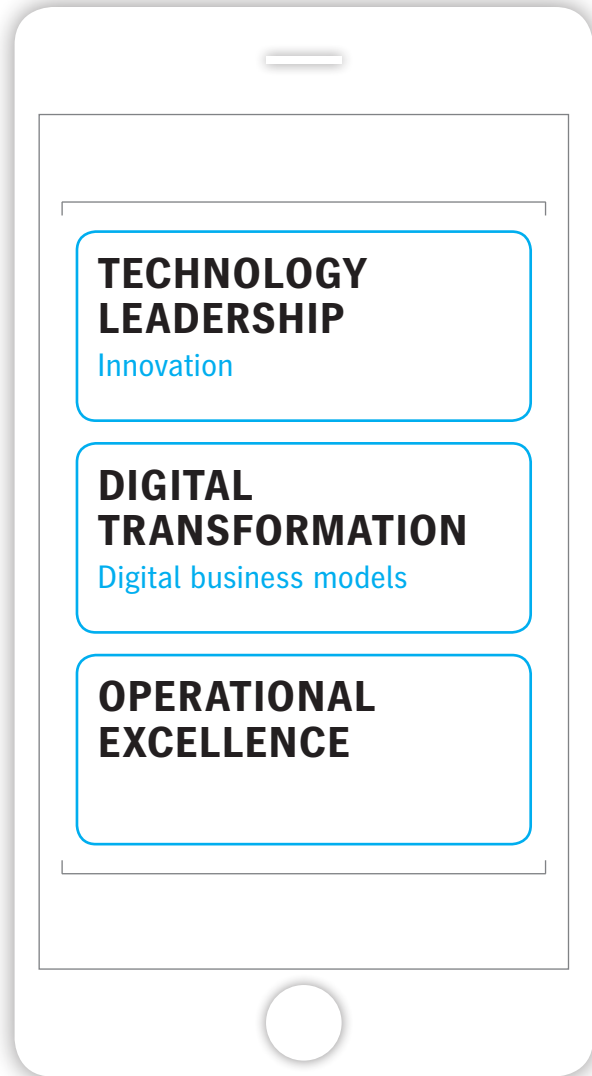 TECHNOLOGY
LEADERSHIP
Innovation
DIGITAL
TRANSFORMATION
Digital business models
OPERATIONAL
EXCELLENCE